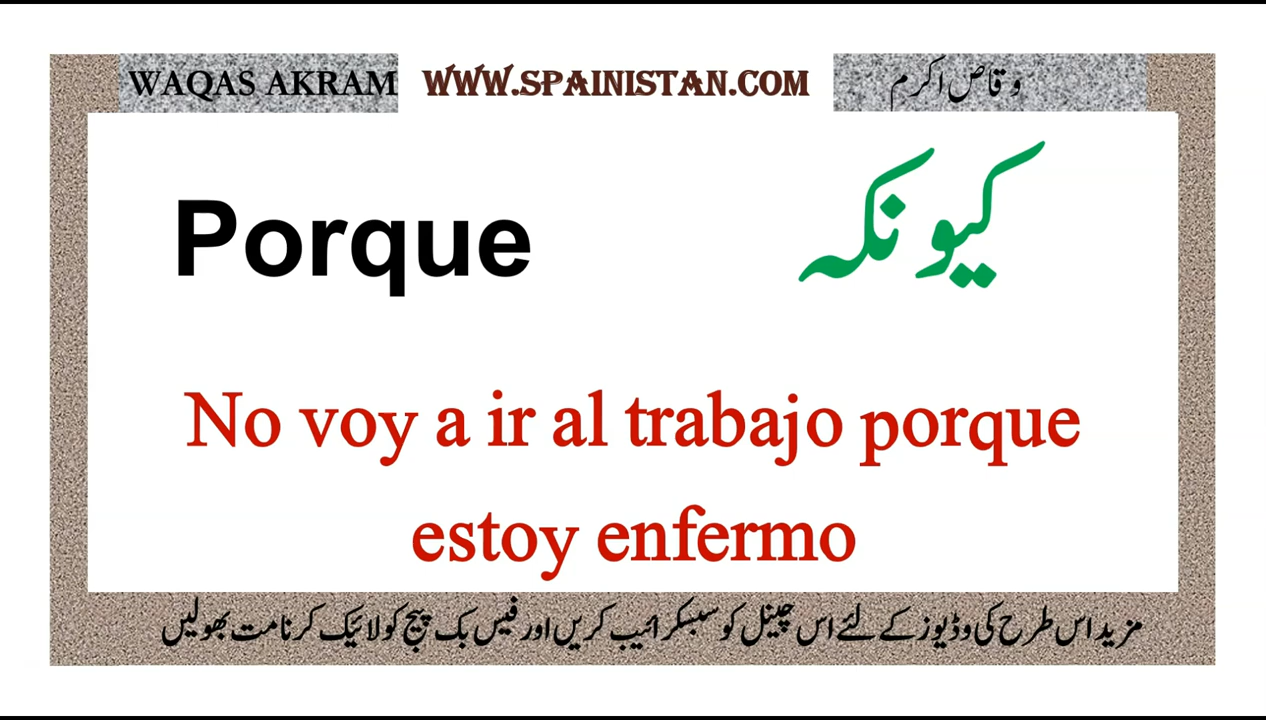 WAQAS AKRAM WWW.SPAINISTAN.COM وقاص اکرم
Porque کیونکہ
No voy a ir al trabajo porque
estoy enfermo
مزید اس طرح کی وڈیوز کے لئے اس چینل کو سبسکرائیب کریں اور فیس بک پیج کو لائیک کرنا مت بھولیں